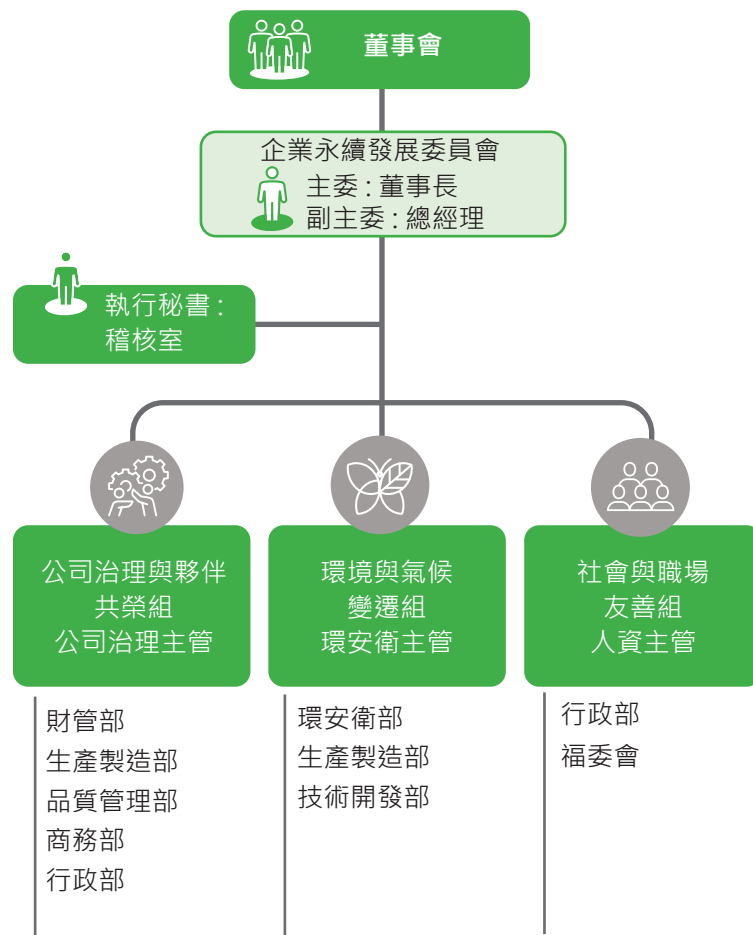 董事會
企業永續發展委員會
主委 : 董事長
副主委 : 總經理
執行秘書 :
稽核室
公司治理與夥伴
共榮組
公司治理主管
環境與氣候
變遷組
環安衛主管
社會與職場
友善組
人資主管
財管部
生產製造部
品質管理部
商務部
行政部
環安衛部
生產製造部
技術開發部
行政部
福委會